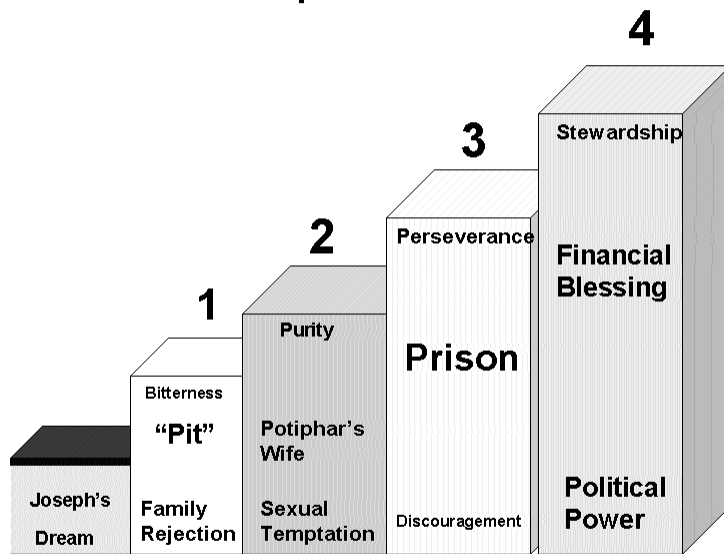 Joseph's
Dream
1
Bitterness
“Pit”
Family
Rejection
2
Purity
Potiphar’s
Wife
Sexual
Temptation
3
Perseverance
Prison
Discouragement
4
Stewardship
Financial
Blessing
Political
Power